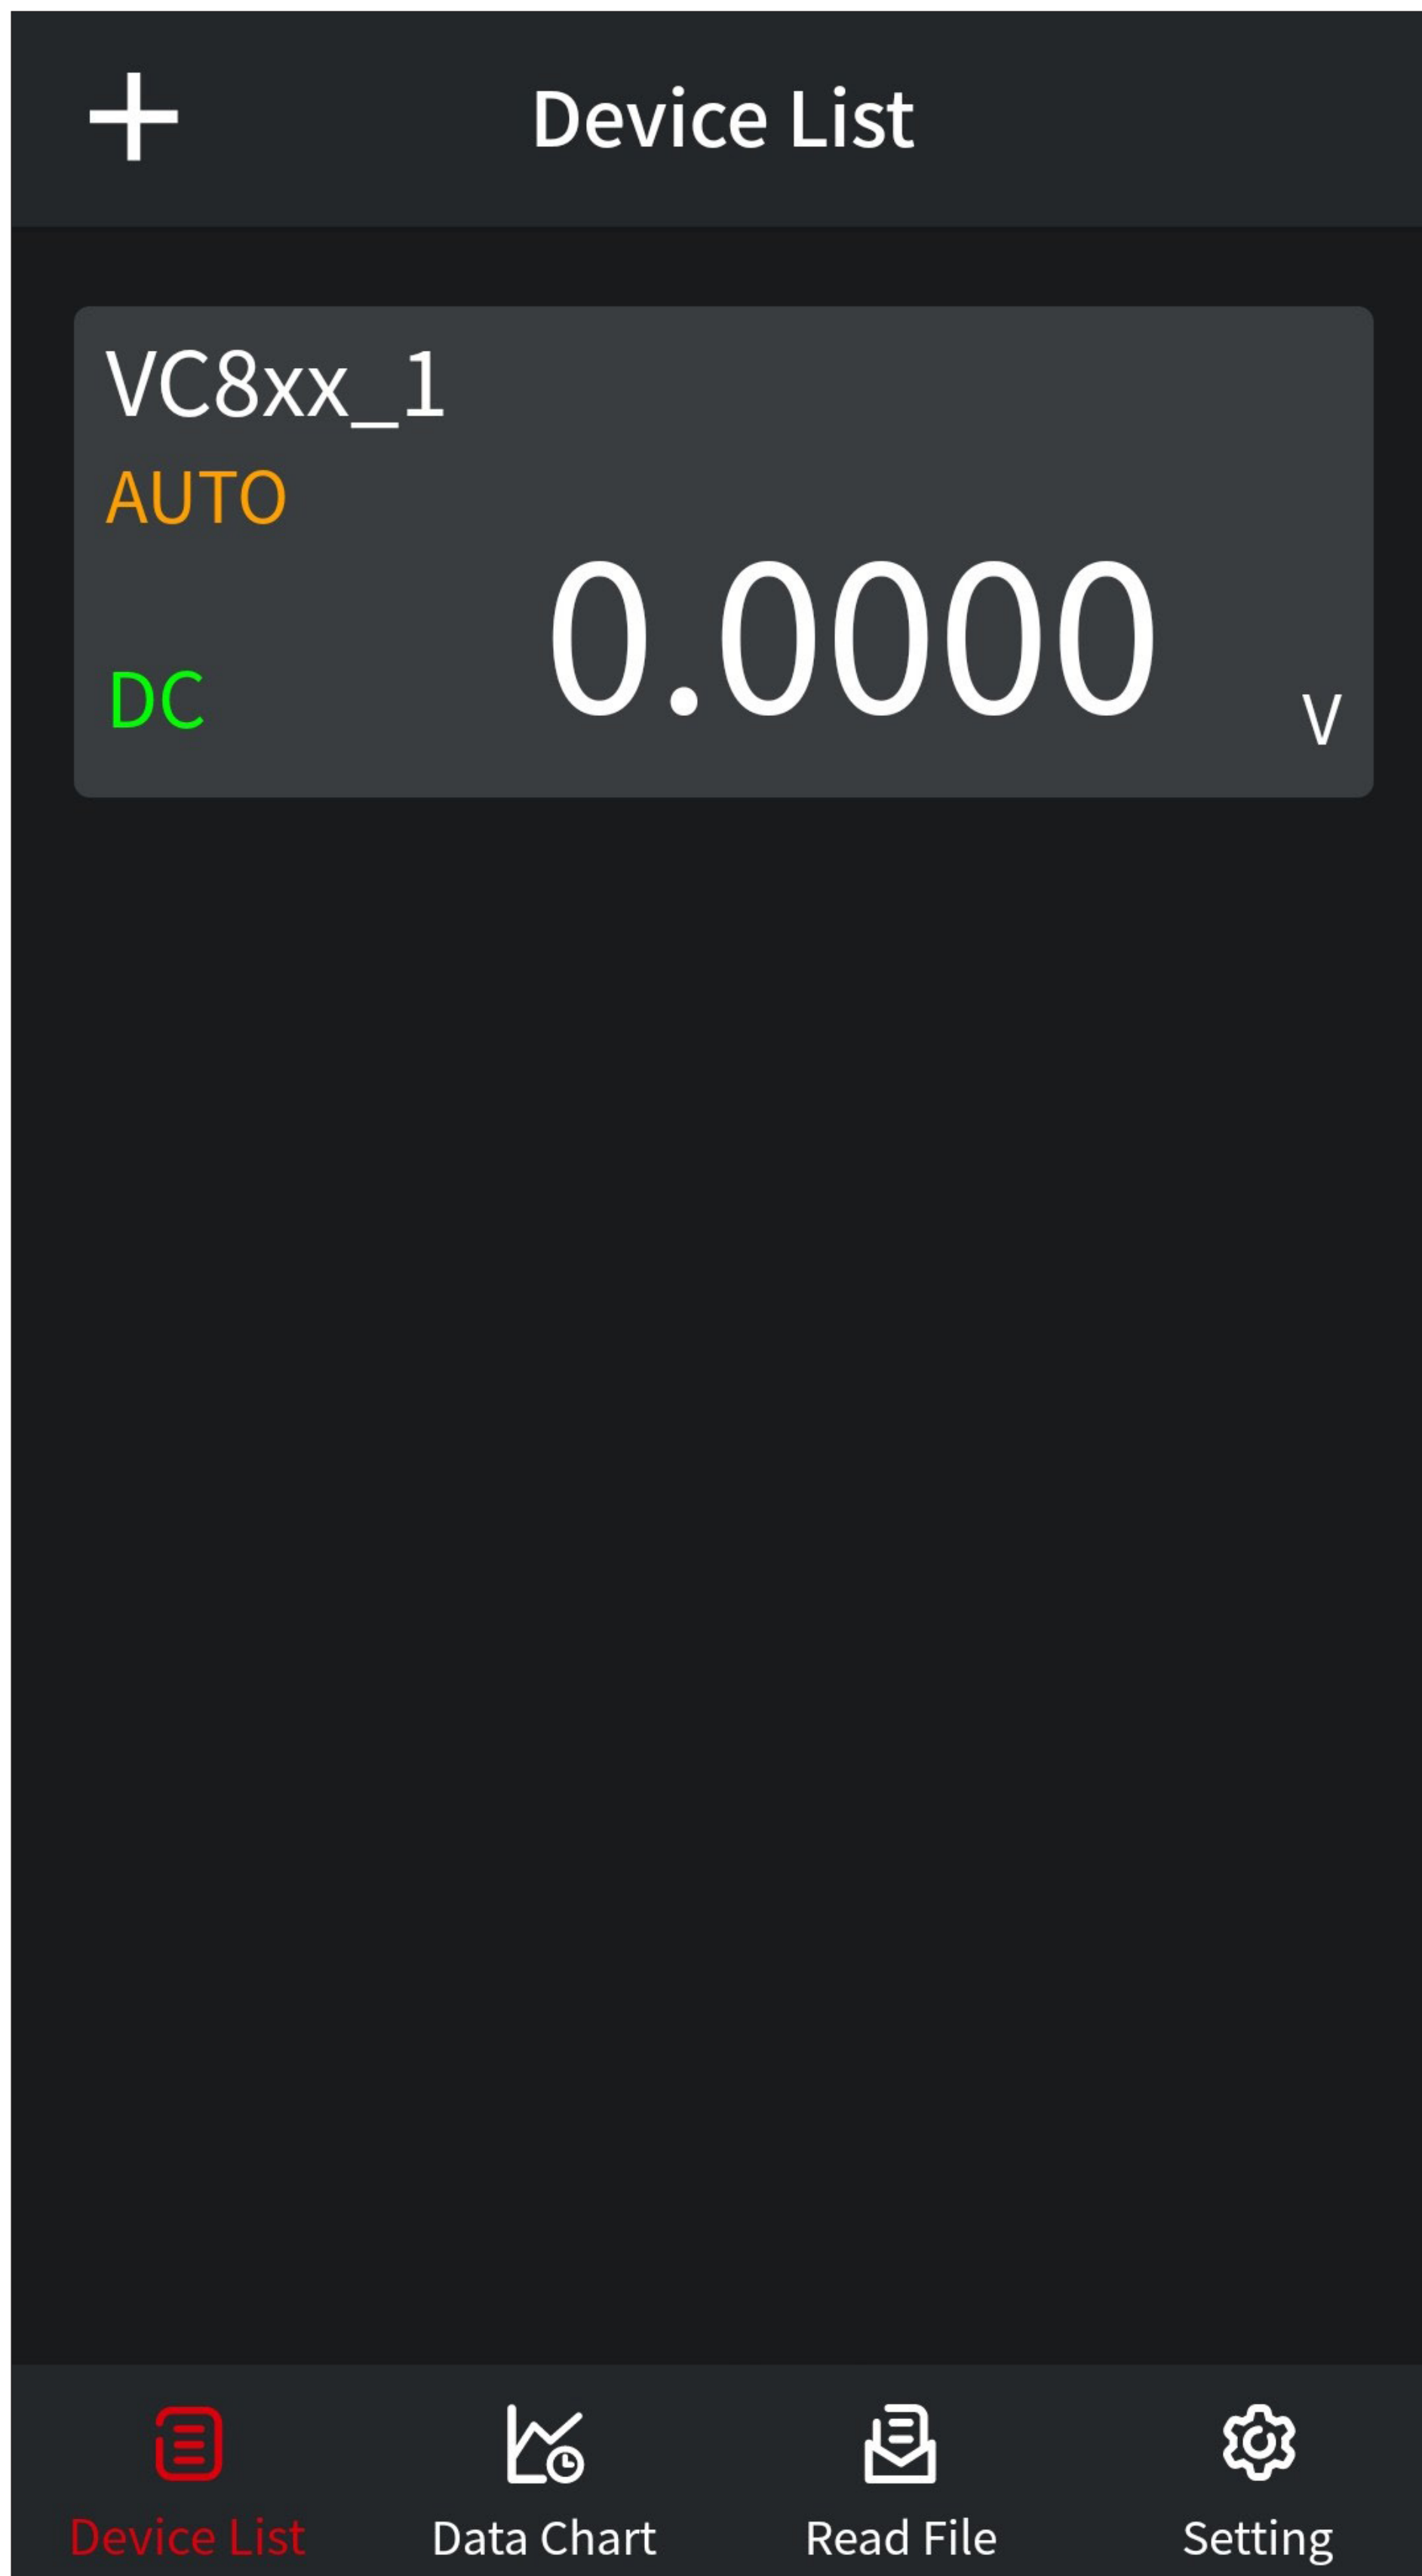 Device List
VC8xx_1
AUTO
0.0000
DC
V
Device List
Data Chart
Read File
Setting